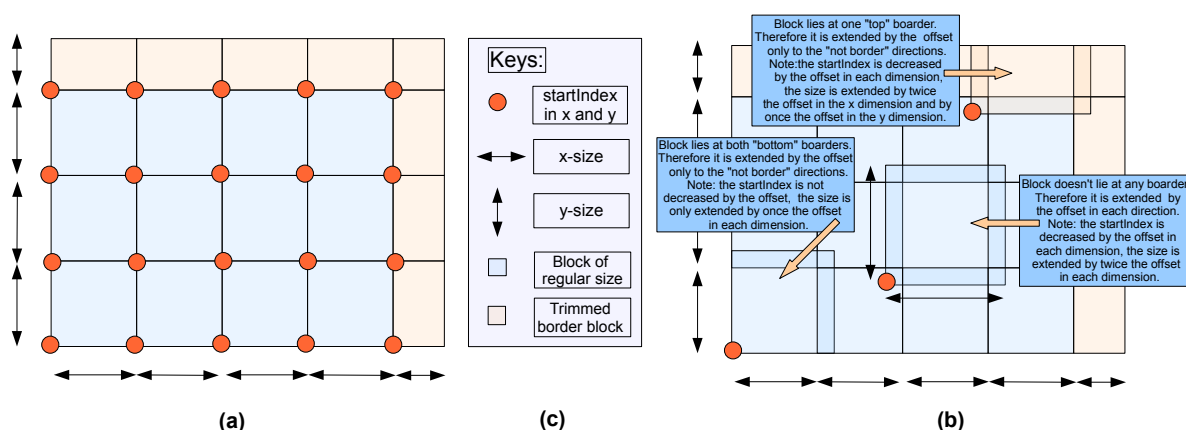 Keys:
startIndex
in x and y
x-size
y-size
Block of
regular size
Trimmed
border block
Block lies at one "top" boarder.
Therefore it is extended by the offset
only to the "not border" directions.
Note:the startIndex is decreased
by the offset in each dimension,
the size is extended by twice
the offset in the x dimension and by
once the offset in the y dimension.
Block lies at both "bottom" boarders.
Therefore it is extended by the offset
only to the "not border" directions.
Note: the startIndex is not
decreased by the offset, the size is
only extended by once the offset
in each dimension.
Block doesn't lie at any boarder
Therefore it is extended by
the offset in each direction.
Note: the startIndex is
decreased by the offset in
each dimension, the size is
extended by twice the offset
in each dimension.
(a)
(c)
(b)